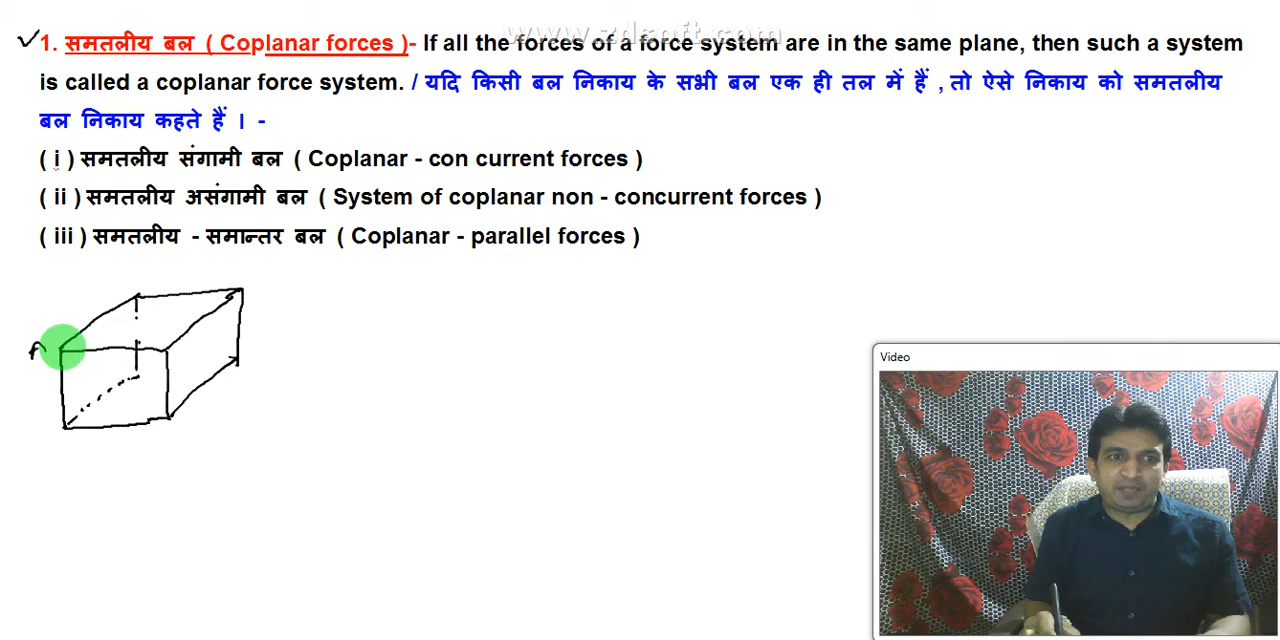 www.zdsoft.com
1. समतलीय बल ( Coplanar forces )- If all the forces of a force system are in the same plane, then such a system
is called a coplanar force system. / यदि किसी बल निकाय के सभी बल एक ही तल में हैं , तो ऐसे निकाय को समतलीय
बल निकाय कहते हैं । -
( i ) समतलीय संगामी बल ( Coplanar - con current forces )
( ii ) समतलीय असंगामी बल ( System of coplanar non - concurrent forces )
( iii ) समतलीय - समान्तर बल ( Coplanar - parallel forces )
Video